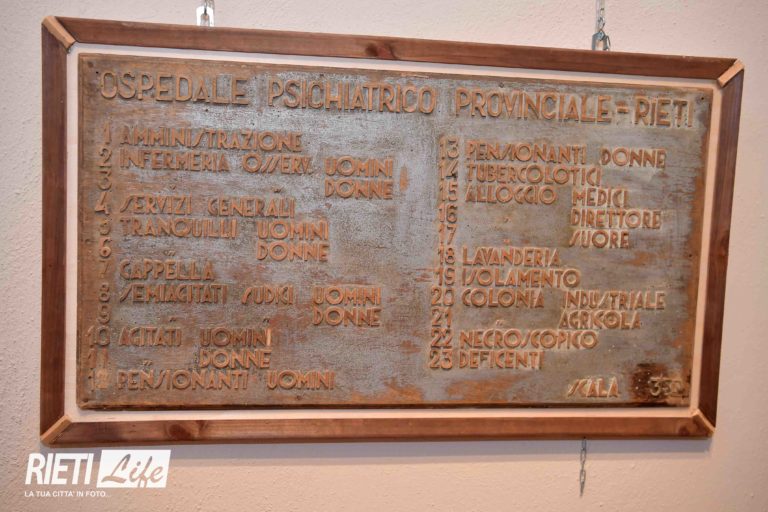 OSPEDALE PSICHIATRICO PROVINCIALE = RIETI
1 AMMINISTRAZIONE
2 INFERMERIA OSSERV. UOMINI
3 DONNE
4 SERVIZI GENERALI
5 TRANQUILLI UOMINI
6 DONNE
7 CAPPELLA
8 SEMIAGITATI SUDICI UOMINI
9 DONNE
10 AGITATI UOMINI
11 DONNE
12 PENSIONANTI UOMINI
13 PENSIONANTI DONNE
14 TUBERCOLOTICI
15 ALLOGGIO MEDICI
16 DIRETTORE
17 SUORE
18 LAVANDERIA
19 ISOLAMENTO
20 COLONIA INDUSTRIALE
21 AGRICOLA
22 NECROSCOPICO
23 DEFICENTI
SCALA
RIETI Life
LA TUA CITTA' IN FOTO...